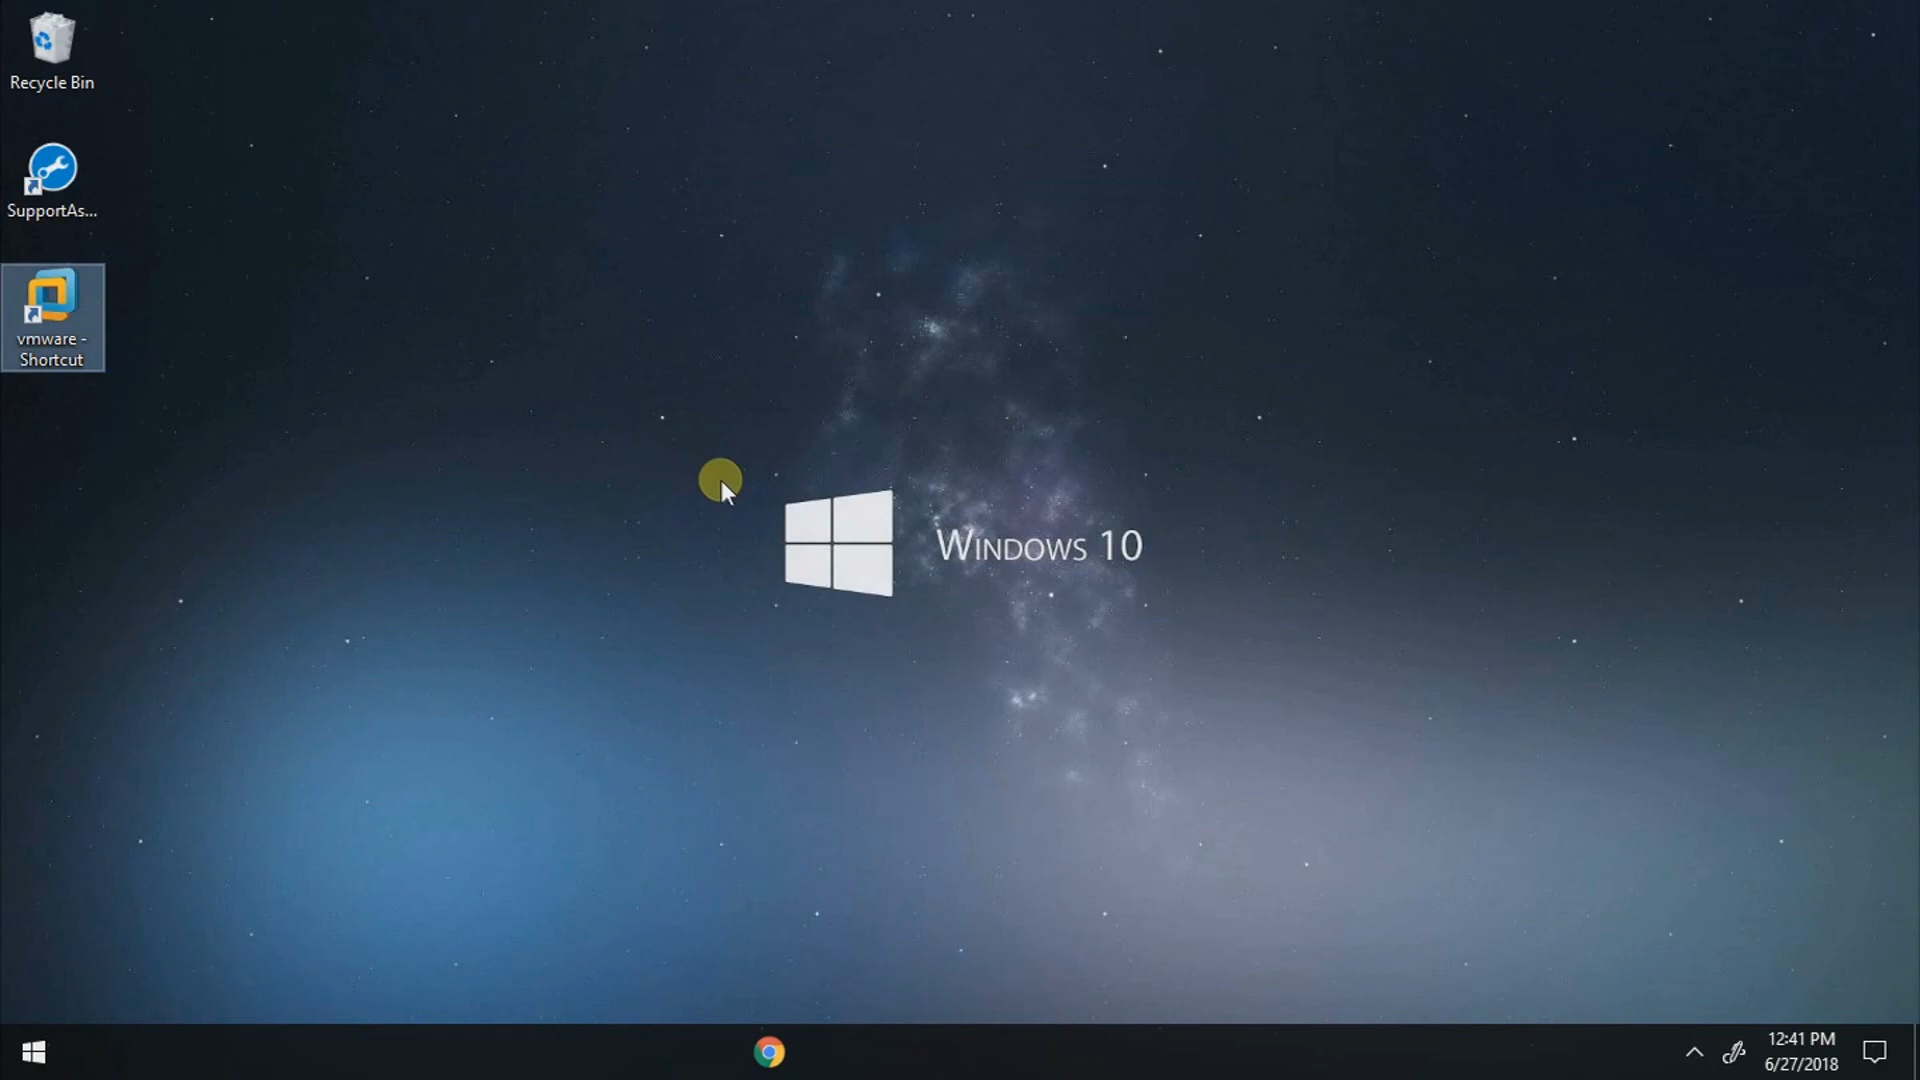 Recycle Bin
SupportAs...
vmware -
Shortcut
WINDOWS 10
12:41 PM
6/27/2018